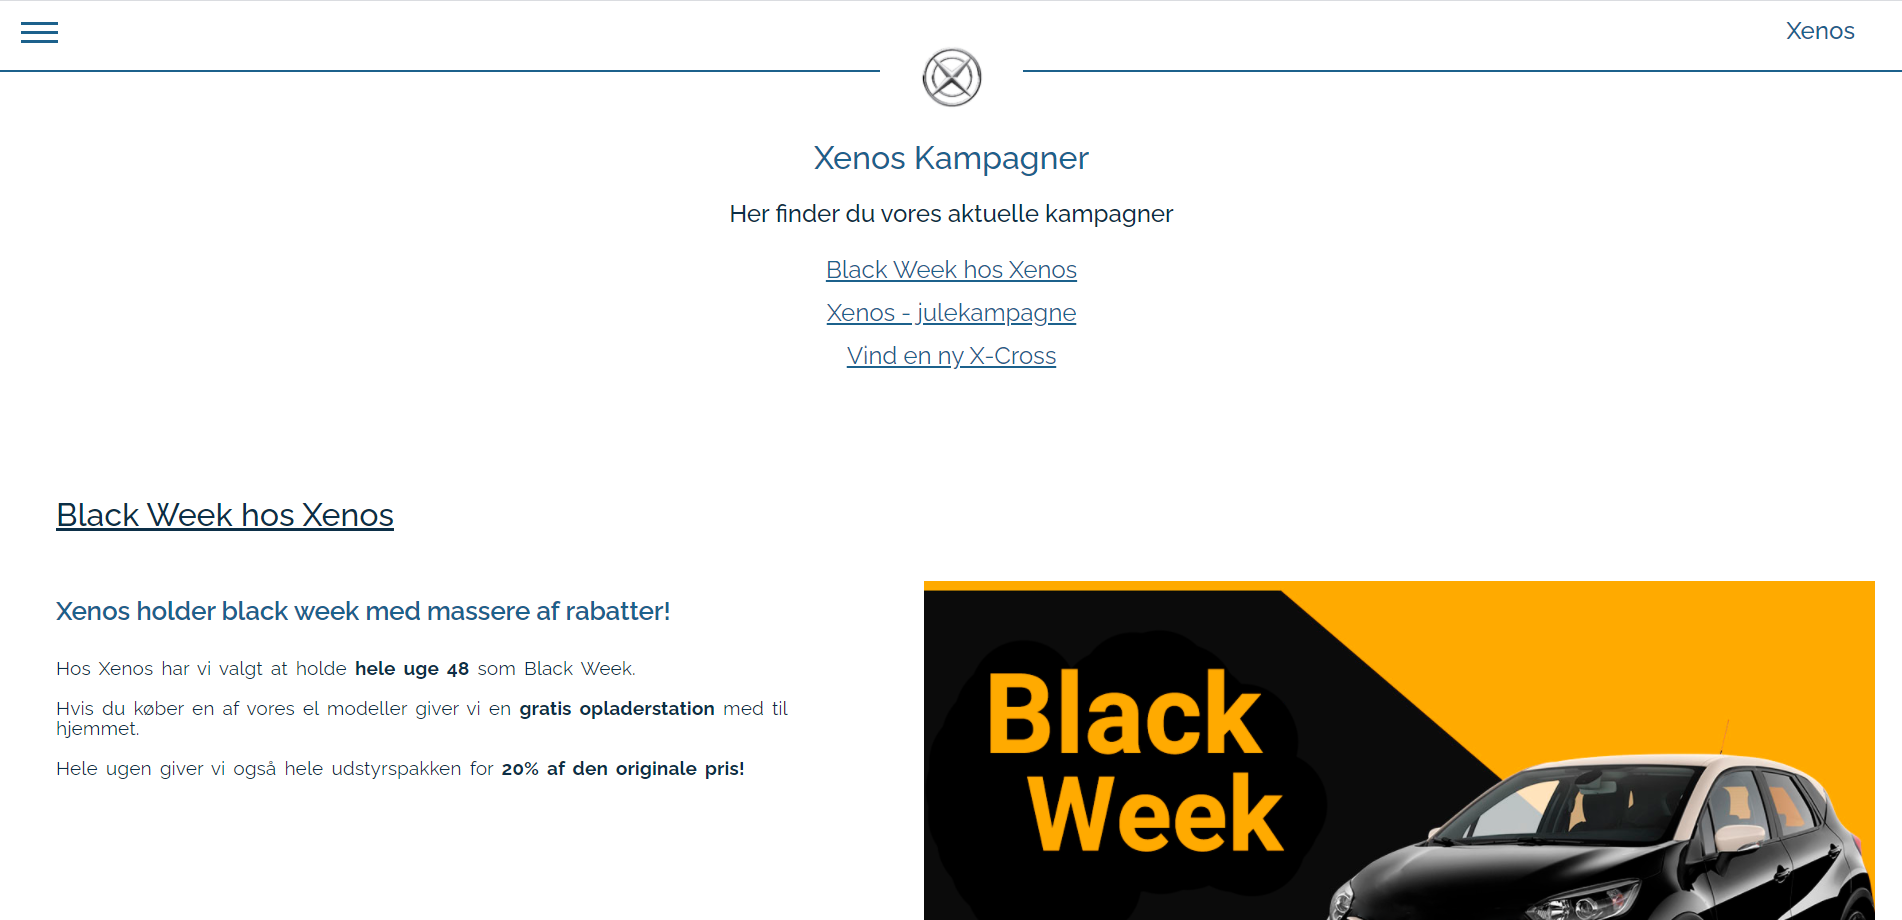 Xenos
Xenos Kampagner
Her finder du vores aktuelle kampagner
Black Week hos Xenos
Xenos - julekampagne
Vind en ny X-Cross
Black Week hos Xenos
Xenos holder black week med massere af rabatter!
Hos Xenos har vi valgt at holde hele uge 48 som Black Week.
Hvis du køber en af vores el modeller giver vi en gratis opladerstation med til
hjemmet.
Hele ugen giver vi også hele udstyrspakken for 20% af den originale pris!
Black
Week